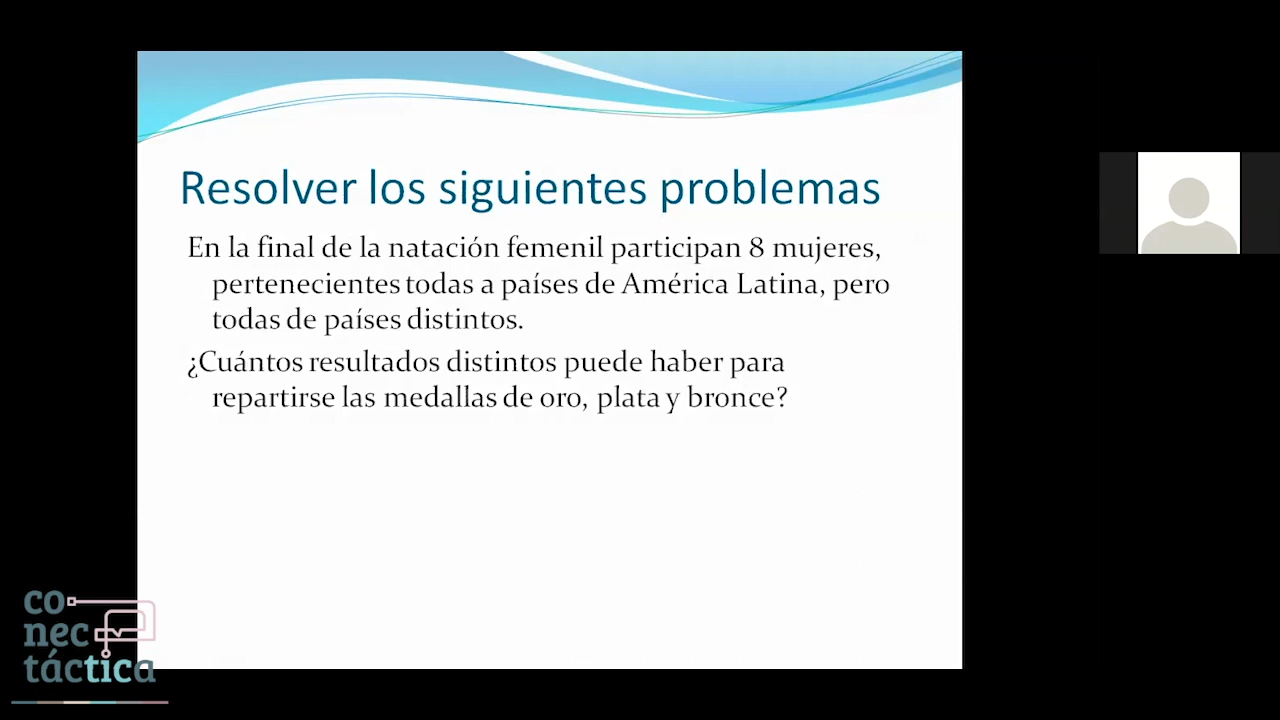 Resolver los siguientes problemas
En la final de la natación femenil participan 8 mujeres,
pertenecientes todas a países de América Latina, pero
todas de países distintos.
¿Cuántos resultados distintos puede haber para
repartirse las medallas de oro, plata y bronce?
co
nec
táctica